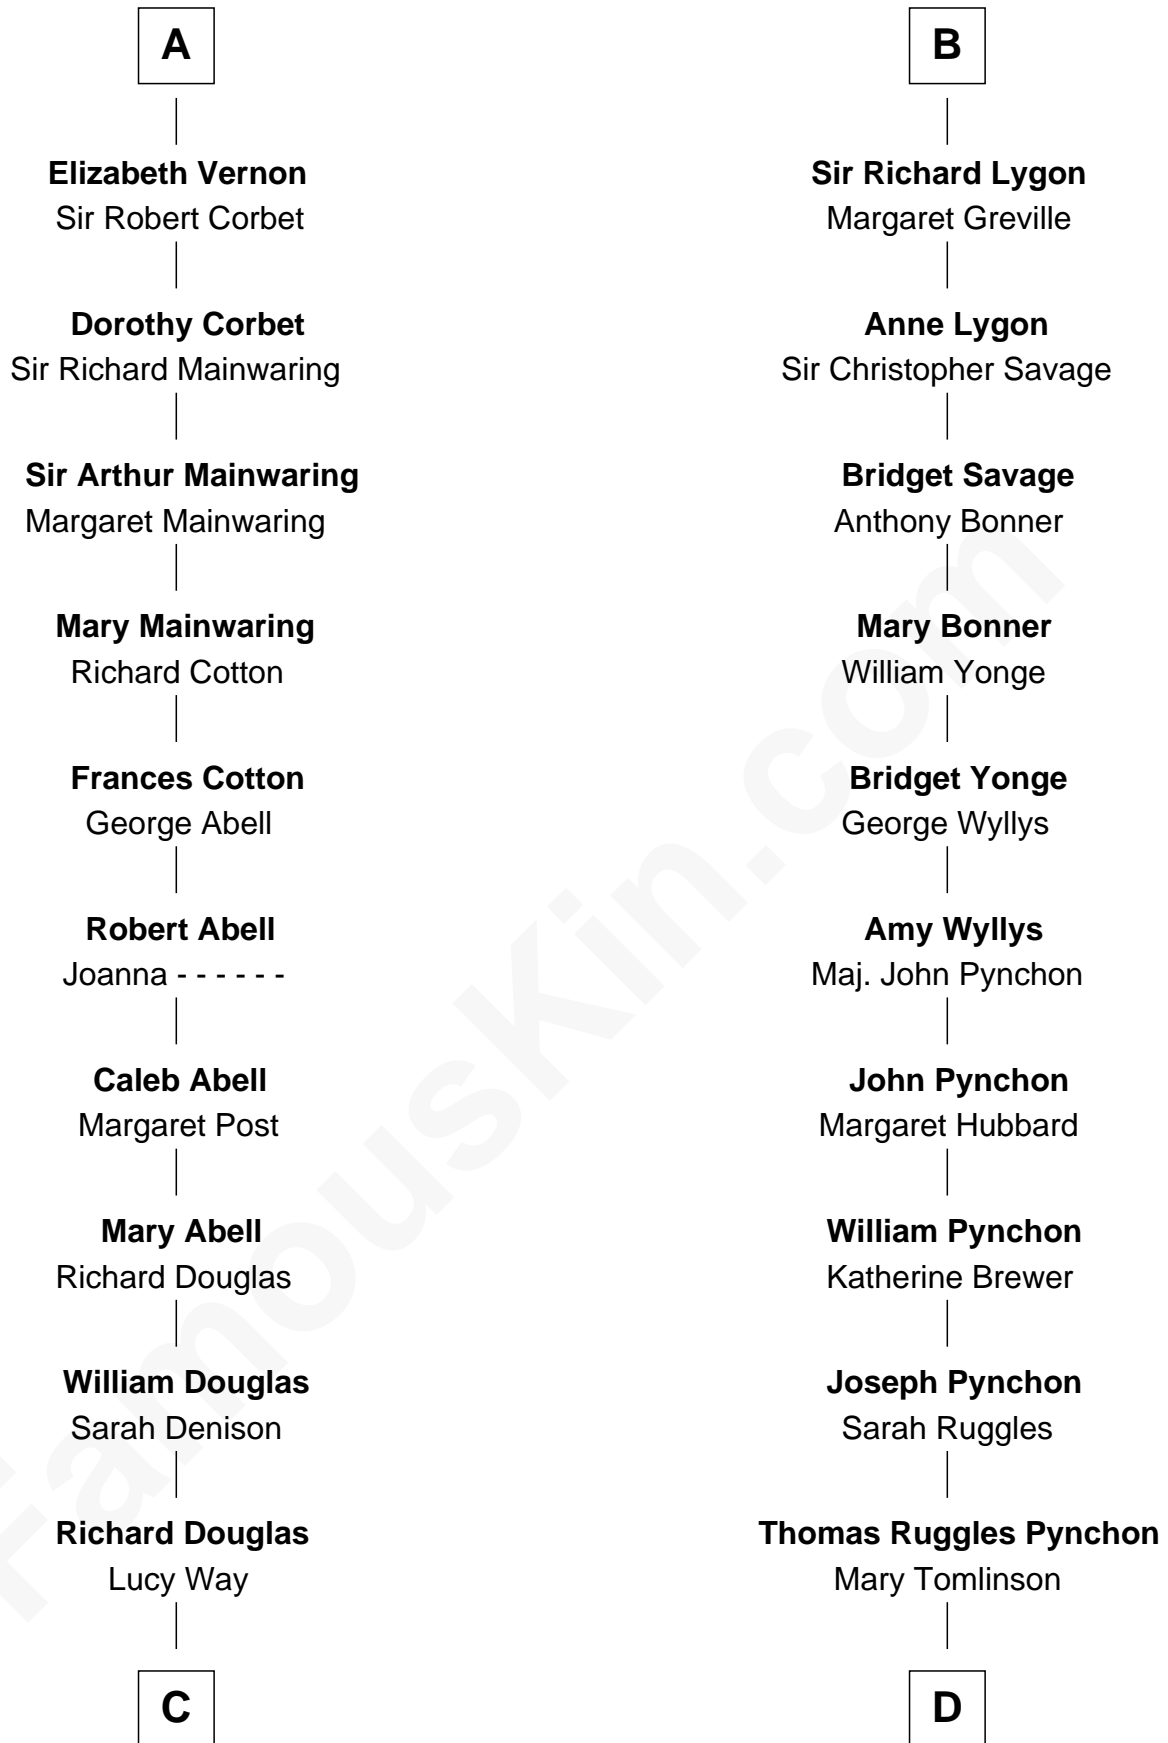 A
Elizabeth Vernon
Sir Robert Corbet
Dorothy Corbet
Sir Richard Mainwaring
Sir Arthur Mainwaring
Margaret Mainwaring
Mary Mainwaring
Richard Cotton
Frances Cotton
George Abell
Robert Abell
Joanna - - - - - -
Caleb Abell
Margaret Post
Mary Abell
Richard Douglas
William Douglas
Sarah Denison
Richard Douglas
Lucy Way
C
B
Sir Richard Lygon
Margaret Greville
Anne Lygon
Sir Christopher Savage
Bridget Savage
Anthony Bonner
Mary Bonner
William Yonge
Bridget Yonge
George Wyllys
Amy Wyllys
Maj. John Pynchon
John Pynchon
Margaret Hubbard
William Pynchon
Katherine Brewer
Joseph Pynchon
Sarah Ruggles
Thomas Ruggles Pynchon
Mary Tomlinson
D
FamousKin.com